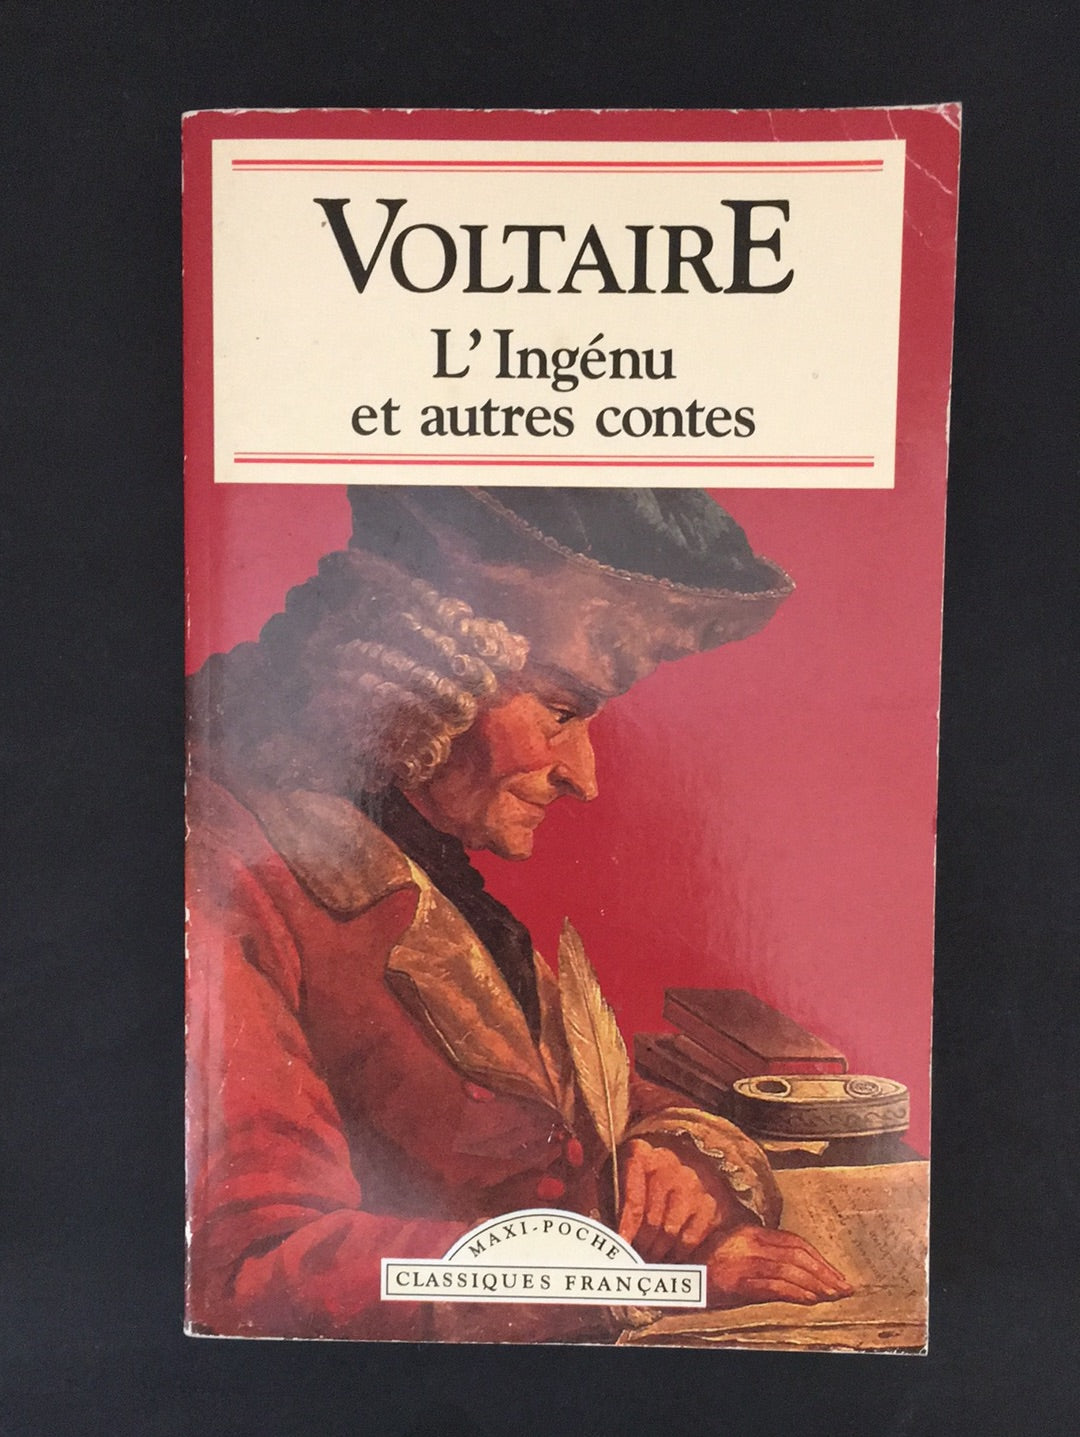 VOLTAIRE
L'Ingénu
et autres contes
MAXI-POCHE
CLASSIQUES FRANÇAIS